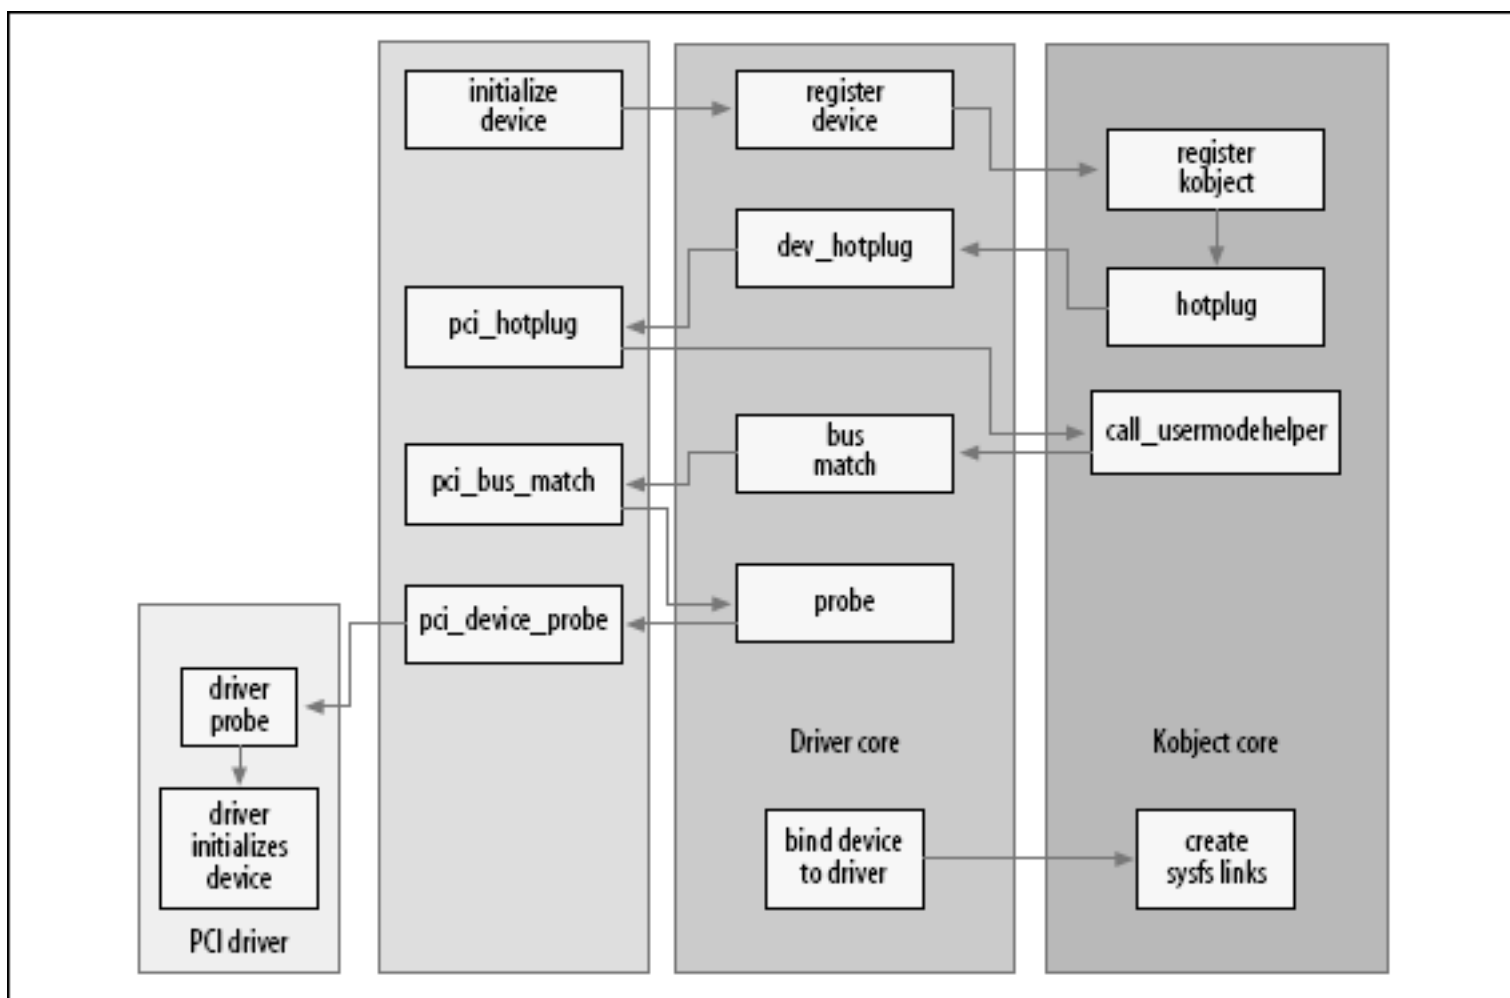 initialize
device
register
device
register
kobject
dev_hotplug
hotplug
pci_hotplug
call_usermodehelper
bus
match
pci_bus_match
probe
pci_device_probe
driver
probe
Driver core
Kobject core
driver
initializes
device
bind device
to driver
create
sysfs links
PCI driver